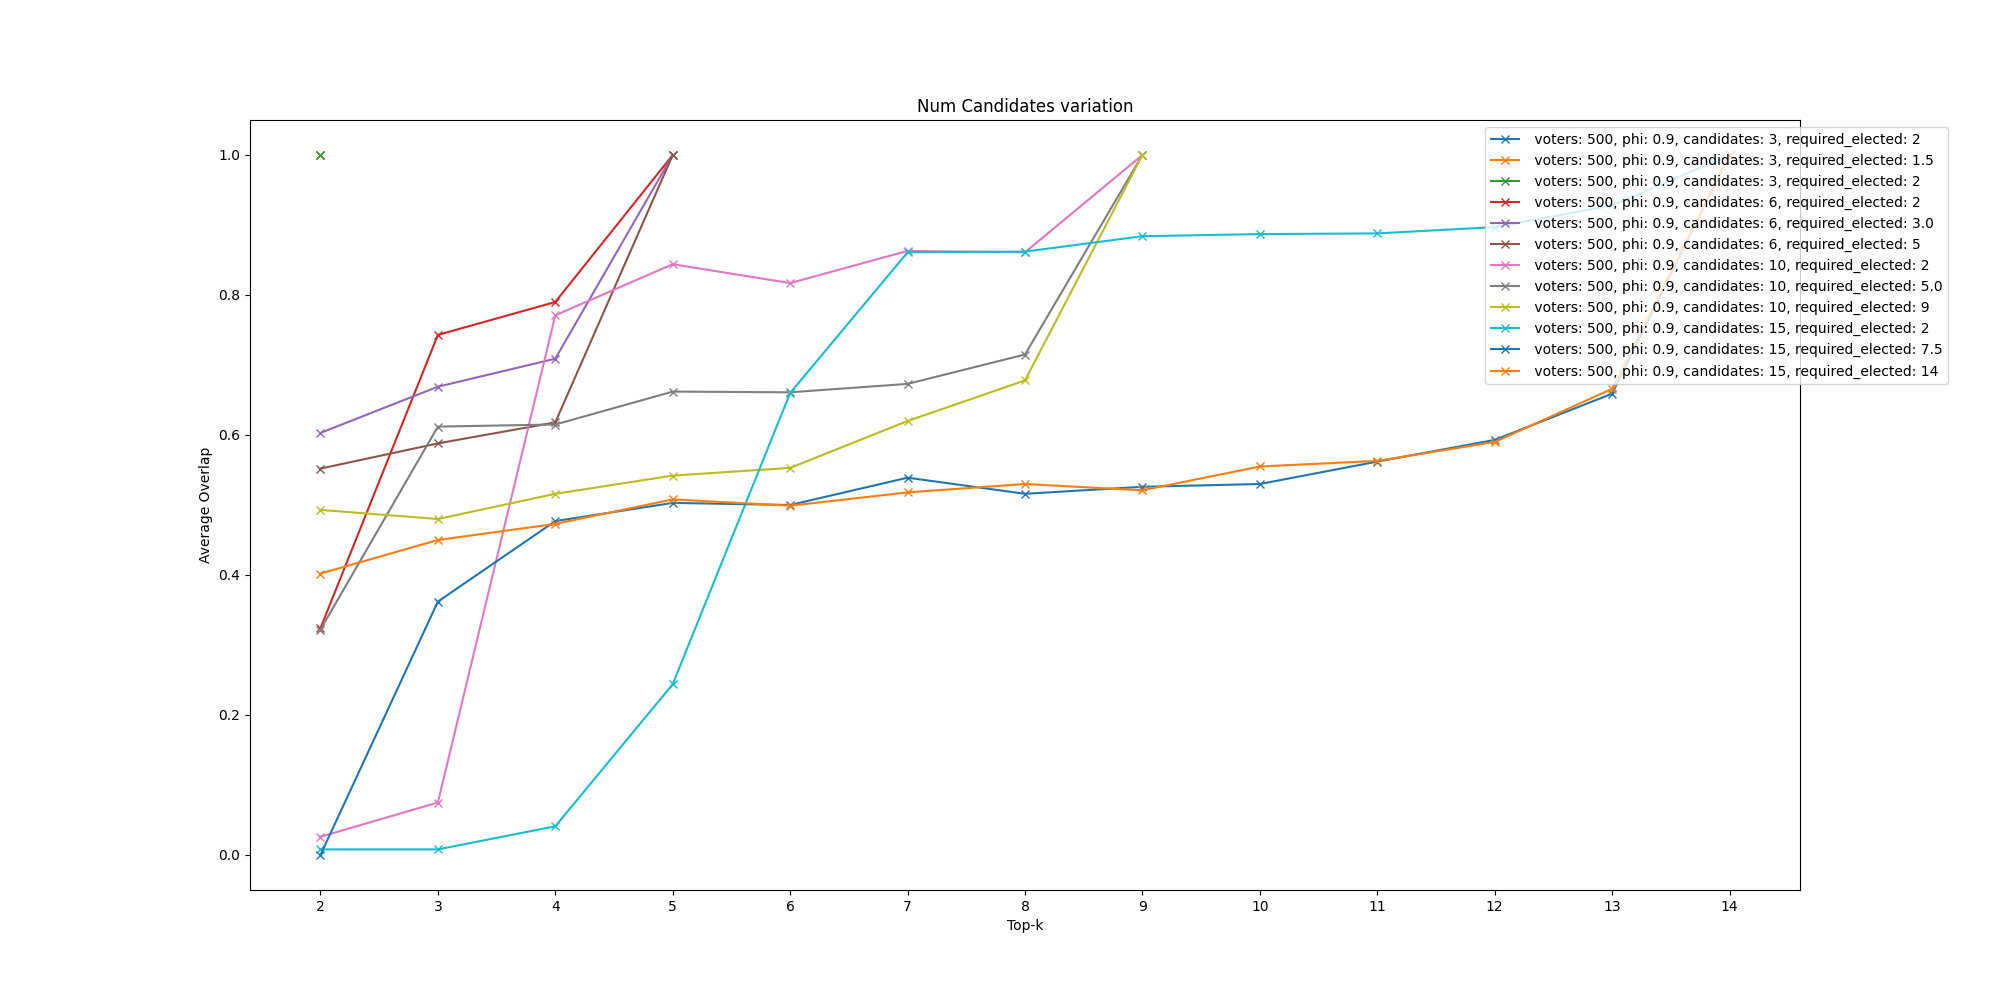 Num Candidates variation
voters: 500, phi: 0.9, candidates: 3, required_elected: 2
voters: 500, phi: 0.9, candidates: 3, required_elected: 1.5
voters: 500, phi: 0.9, candidates: 3, required_elected: 2
voters: 500, phi: 0.9, candidates: 6, required_elected: 2
voters: 500, phi: 0.9, candidates: 6, required_elected: 3.0
voters: 500, phi: 0.9, candidates: 6, required_elected: 5
voters: 500, phi: 0.9, candidates: 10, required_elected: 2
voters: 500, phi: 0.9, candidates: 10, required_elected: 5.0
voters: 500, phi: 0.9, candidates: 10, required_elected: 9
voters: 500, phi: 0.9, candidates: 15, required_elected: 2
voters: 500, phi: 0.9, candidates: 15, required_elected: 7.5
voters: 500, phi: 0.9, candidates: 15, required_elected: 14
Average Overlap
1.0
0.8
0.6
0.4
0.2
0.0
2 3 4 5 6 7 8 9 10 11 12 13 14
Top-k